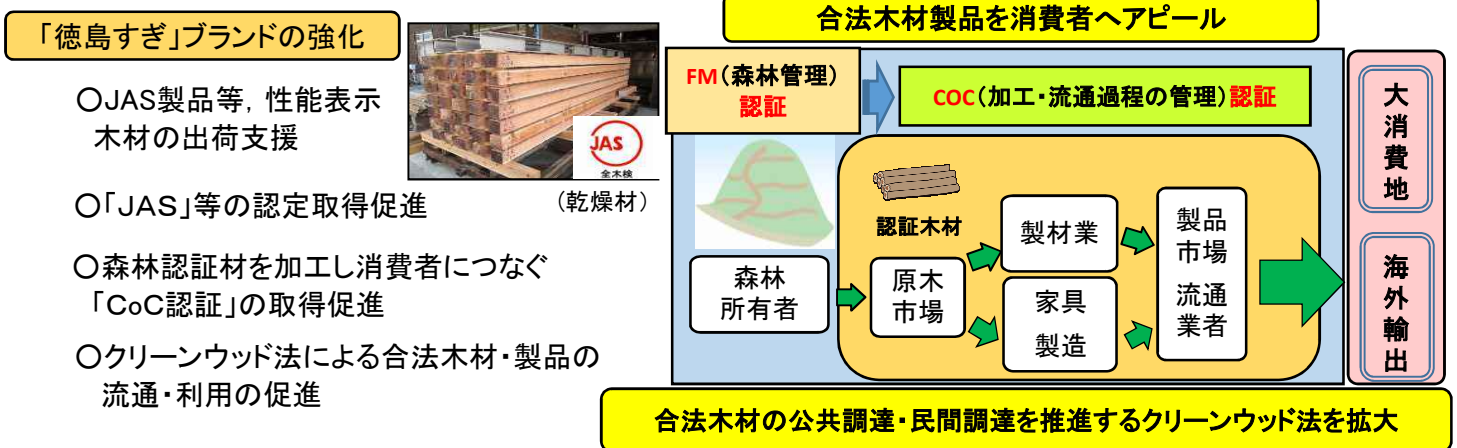 「徳島すぎ」ブランドの強化
○JAS製品等，性能表示
木材の出荷支援
JAS
全木検
（乾燥材）
○「JAS」等の認定取得促進
○森林認証材を加工し消費者につなぐ
「CoC認証」の取得促進
○クリーンウッド法による合法木材・製品の
流通・利用の促進
合法木材製品を消費者へアピール
FM（森林管理）
認証
COC（加工・流通過程の管理）認証
認証木材
森林
所有者
原木
市場
製材業
家具
製造
製品
市場
流通
業者
大消費地
海外輸出
合法木材の公共調達・民間調達を推進するクリーンウッド法を拡大